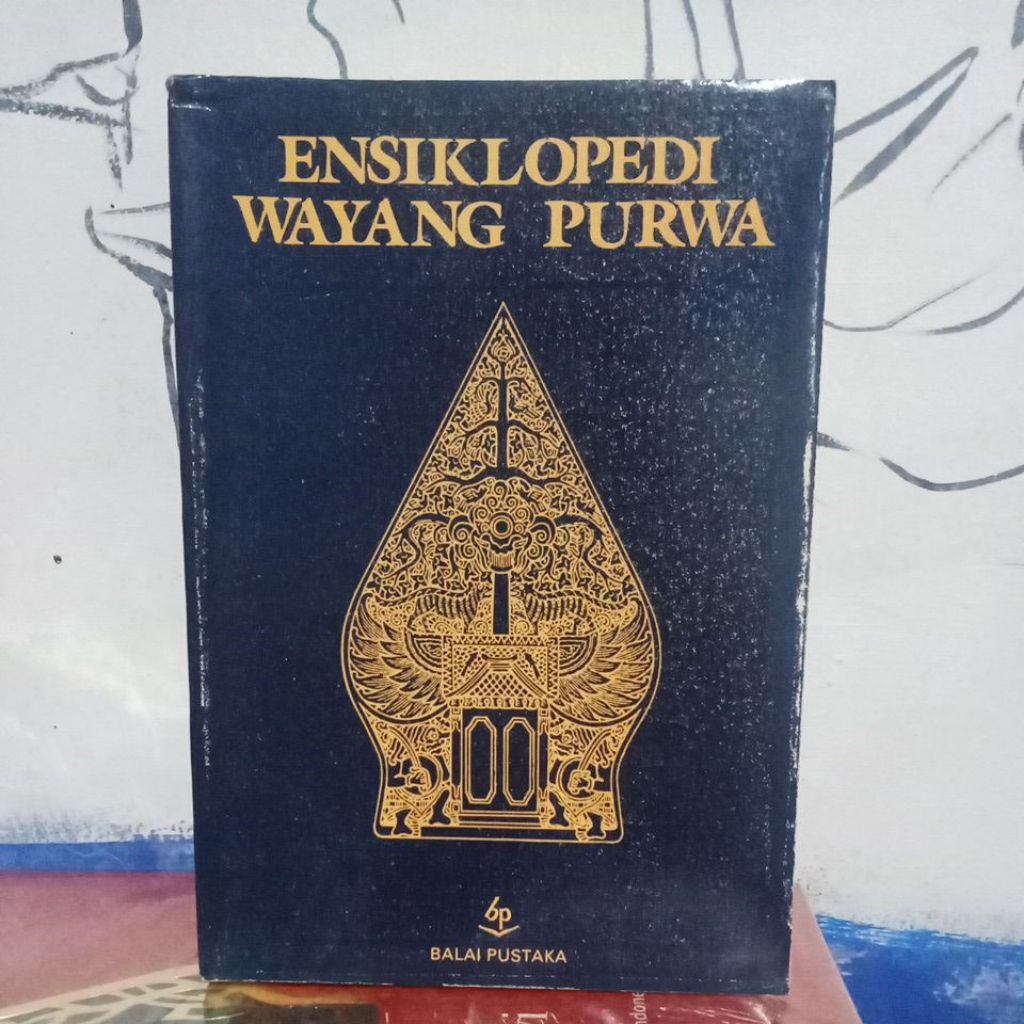 ENSIKLOPEDI
WAYANG PURWA
bp
BALAI PUSTAKA